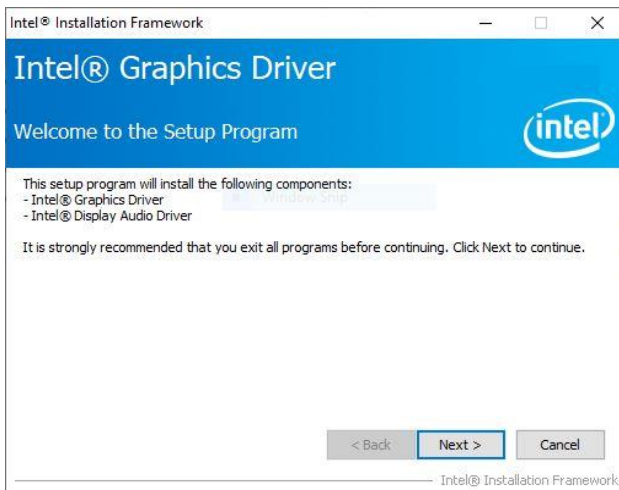 Intel® Installation Framework
Intel® Graphics Driver
Welcome to the Setup Program
intel
This setup program will install the following components:
- Intel® Graphics Driver
Window Snip
- Intel® Display Audio Driver
It is strongly recommended that you exit all programs before continuing. Click Next to continue.
< Back Next > Cancel
Intel® Installation Framework